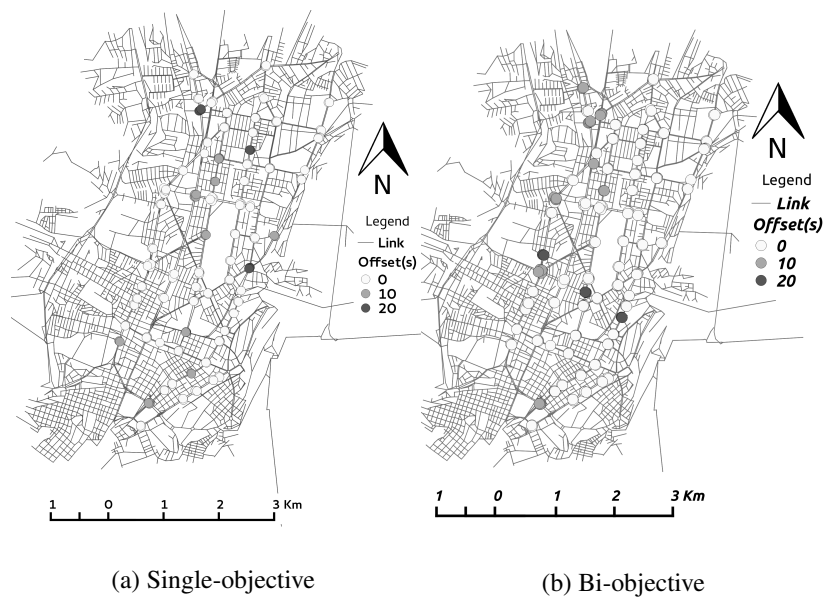 N
Legend
Link
Offset(s)
0
10
20
1 0 1 2 3 Km
(a) Single-objective
N
Legend
Link
Offset(s)
0
10
20
1 0 1 2 3 Km
(b) Bi-objective